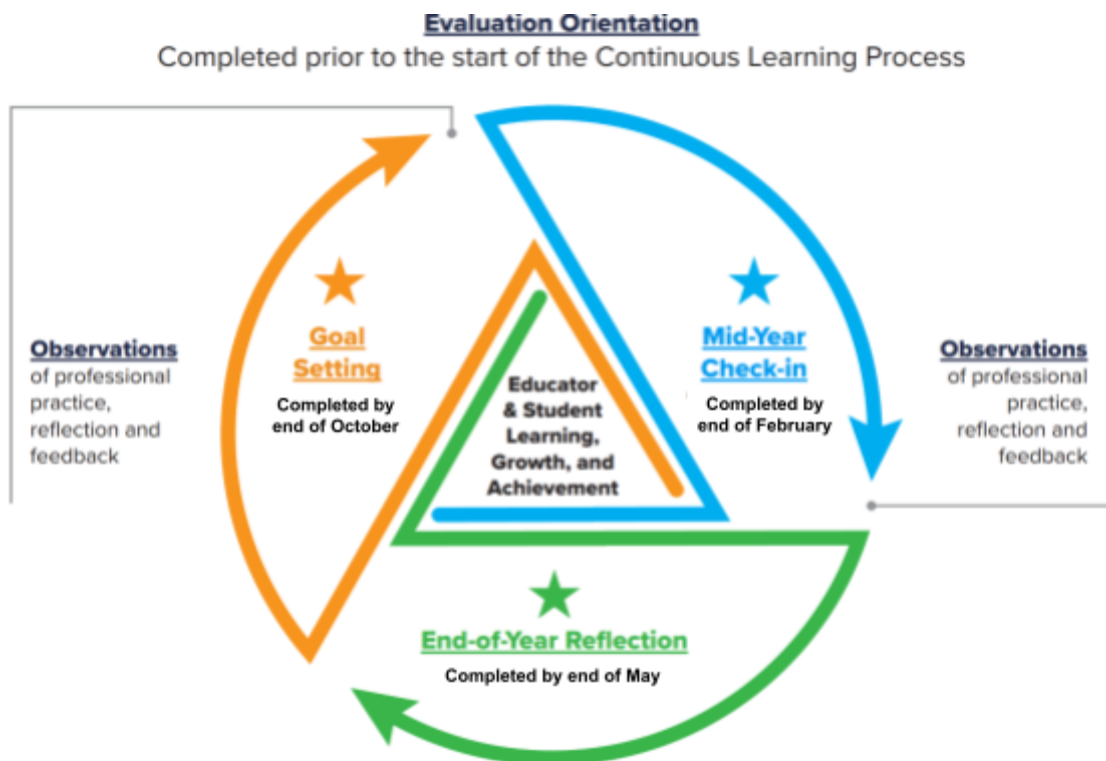 Evaluation Orientation
Completed prior to the start of the Continuous Learning Process
Observations
of professional
practice,
reflection and
feedback
Goal
Setting
Completed by
end of October
Educator
& Student
Learning,
Growth, and
Achievement
Mid-Year
Check-in
Completed by
end of February
Observations
of professional
practice,
reflection and
feedback
End-of-Year Reflection
Completed by end of May